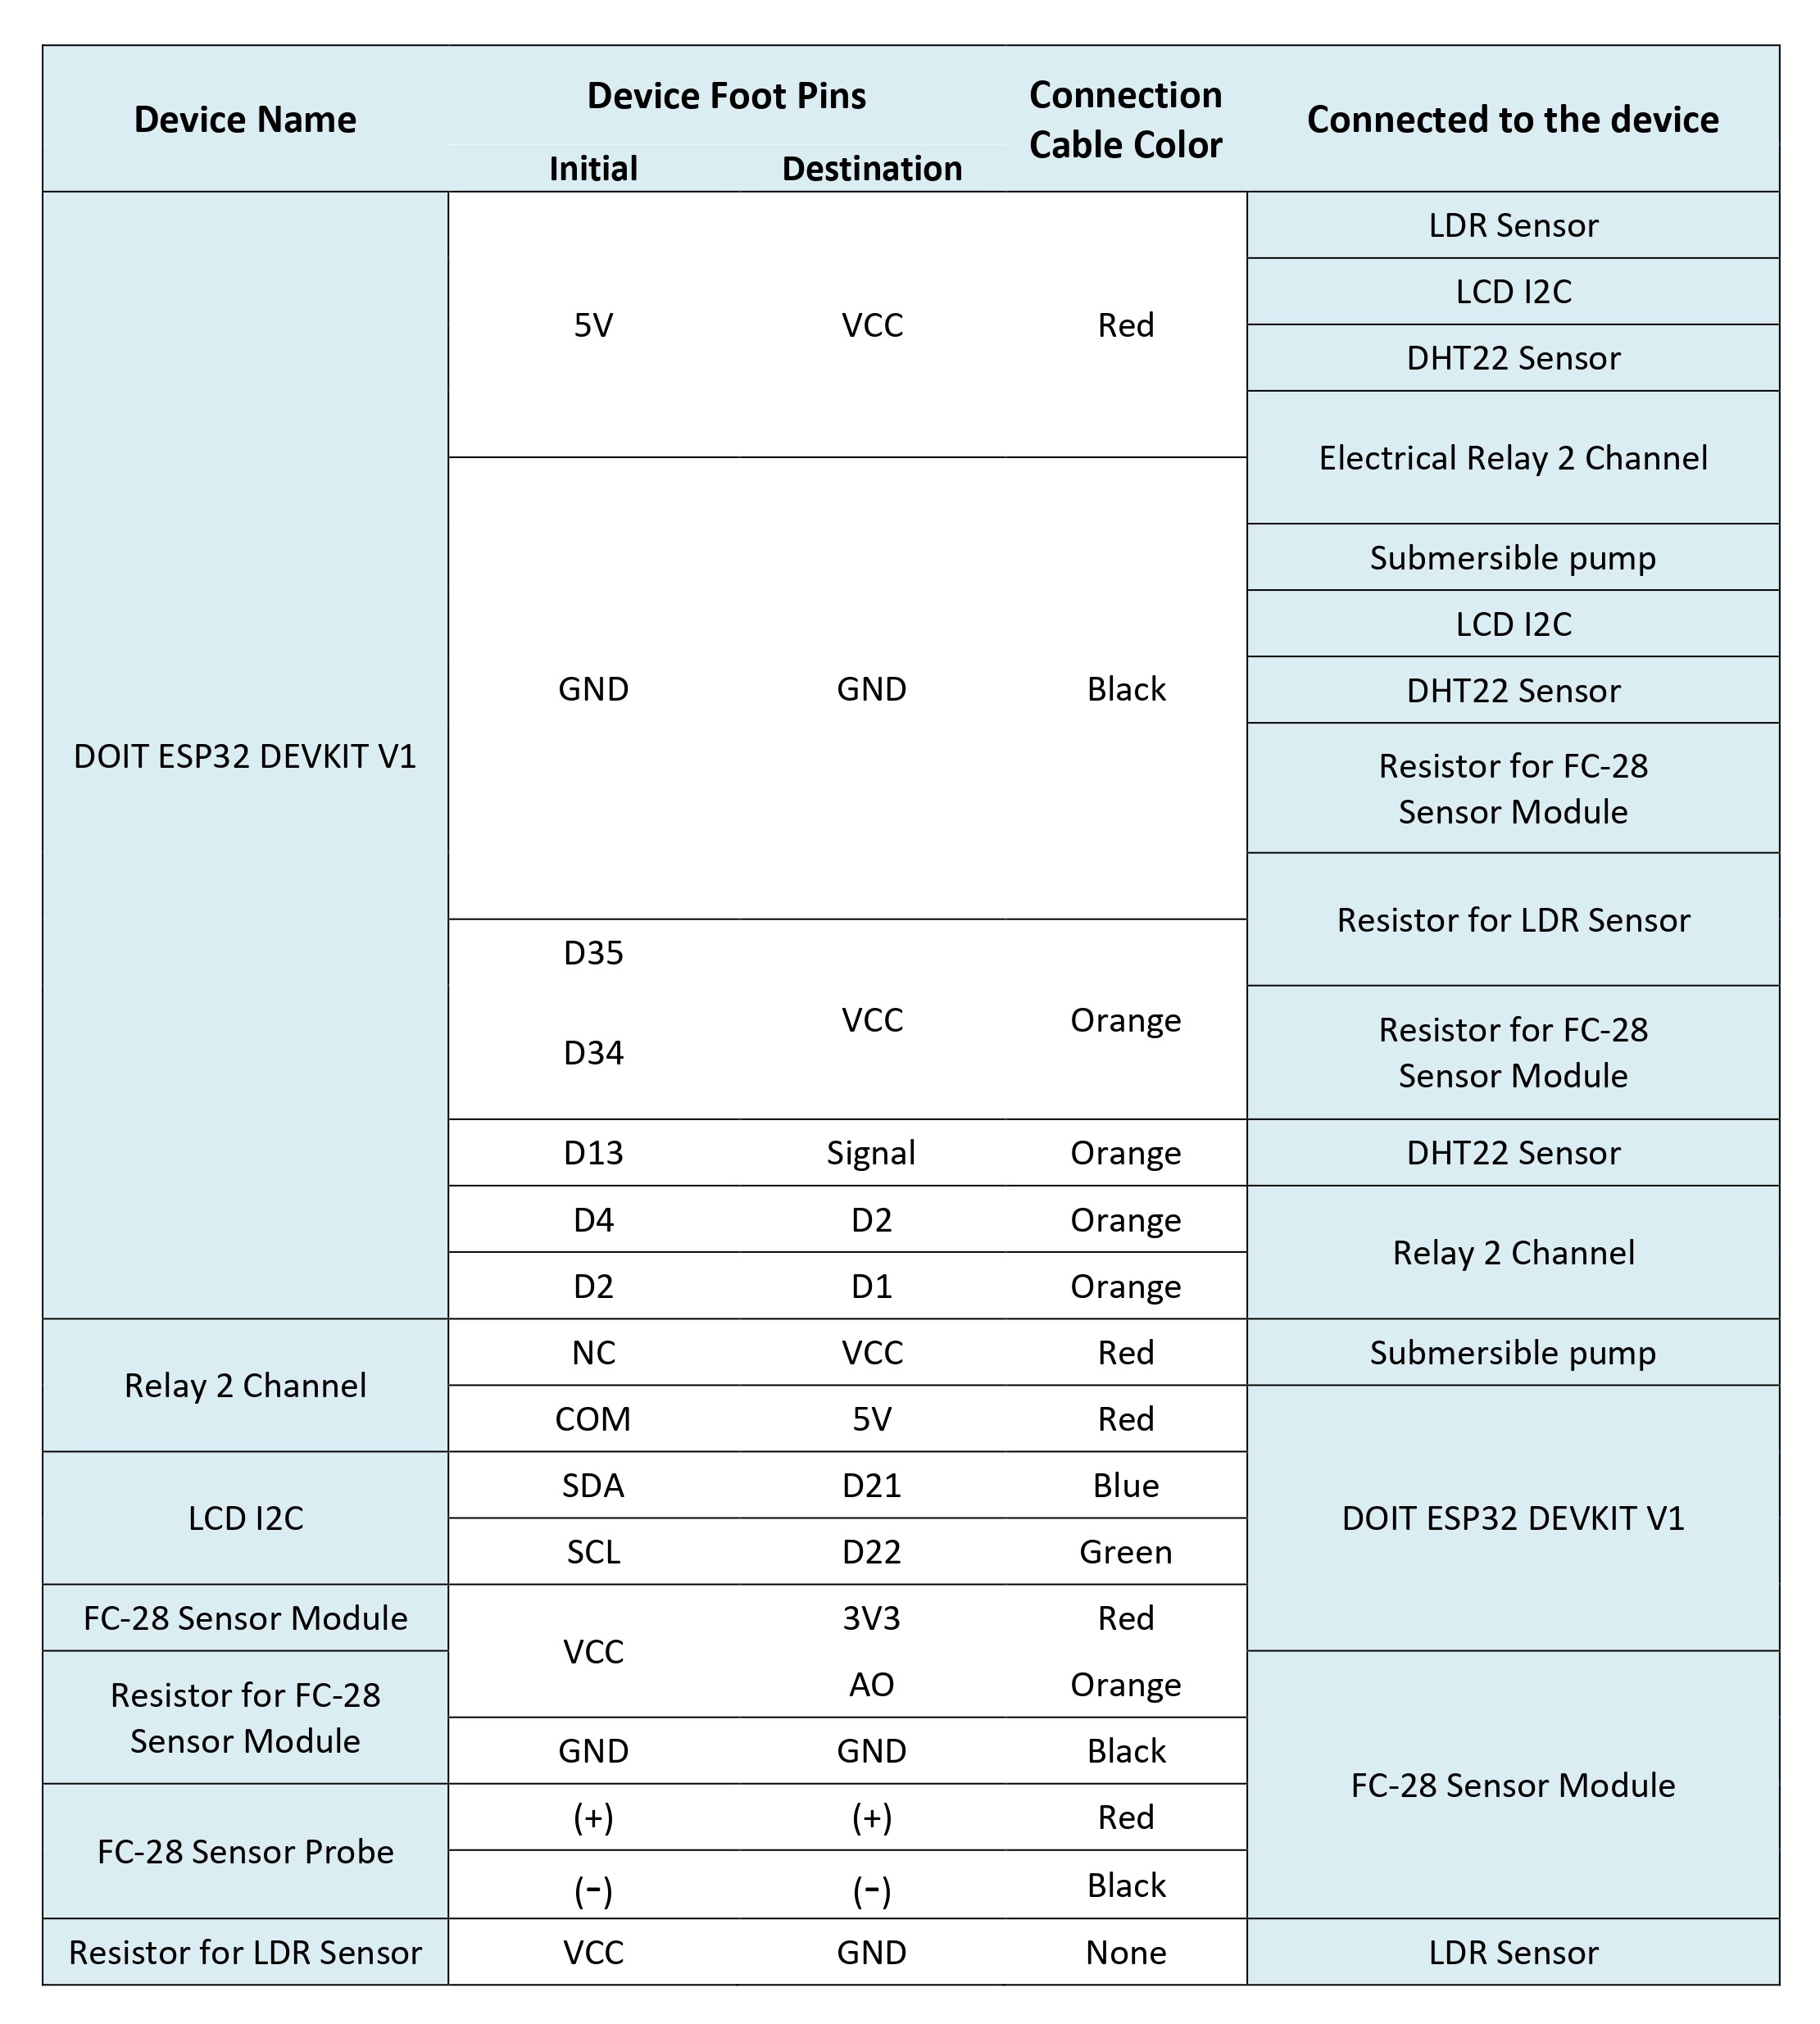 Device Name
Device Foot Pins
Connection
Cable Color
Connected to the device
Initial
Destination
DOIT ESP32 DEVKIT V1
5V
VCC
Red
LDR Sensor
LCD I2C
DHT22 Sensor
Electrical Relay 2 Channel
GND
GND
Black
Submersible pump
LCD I2C
DHT22 Sensor
Resistor for FC-28
Sensor Module
Resistor for LDR Sensor
D35
D34
VCC
Orange
Resistor for FC-28
Sensor Module
D13
Signal
Orange
DHT22 Sensor
D4
D2
Orange
Relay 2 Channel
D2
D1
Orange
Relay 2 Channel
NC
VCC
Red
Submersible pump
COM
5V
Red
DOIT ESP32 DEVKIT V1
LCD I2C
SDA
D21
Blue
SCL
D22
Green
FC-28 Sensor Module
VCC
3V3
Red
Resistor for FC-28
Sensor Module
AO
Orange
FC-28 Sensor Module
GND
GND
Black
FC-28 Sensor Probe
(+)
(+)
Red
(-)
(-)
Black
Resistor for LDR Sensor
VCC
GND
None
LDR Sensor